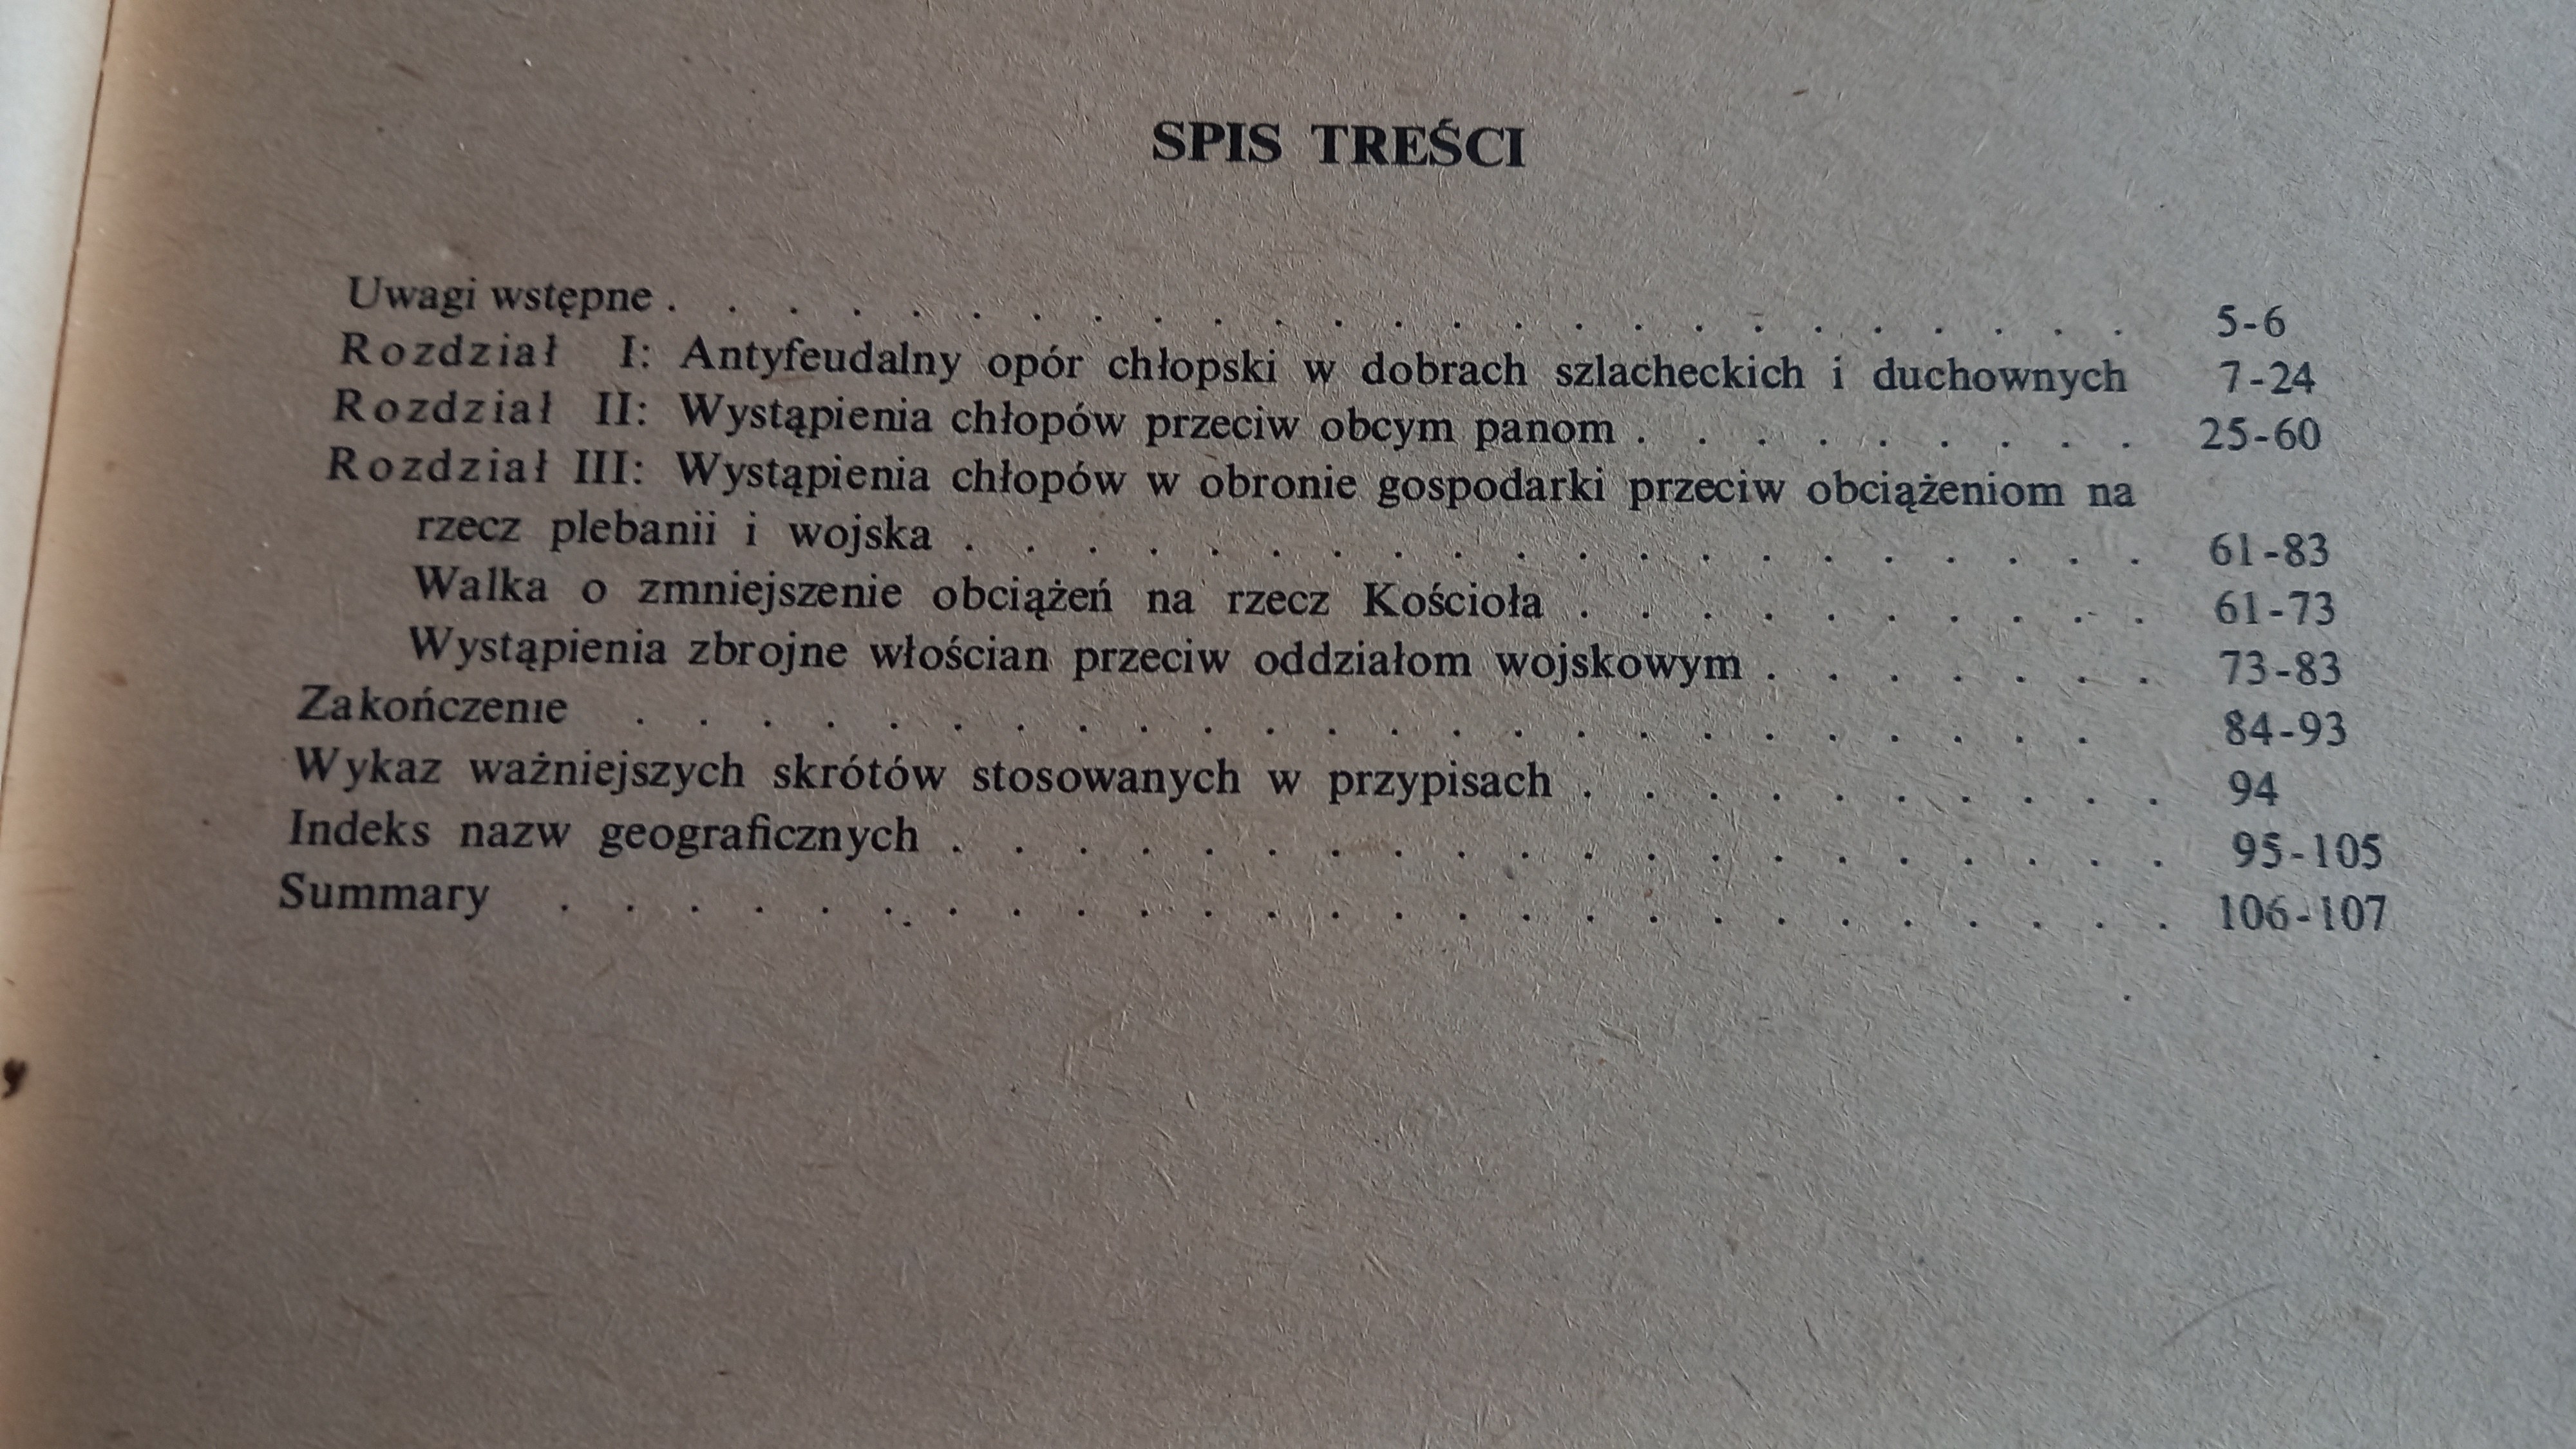 SPIS TREŚCI
Uwagi wstępne . . . . . . . . . . . . . . . . . . . . . . . . . 5-6
Rozdział I: Antyfeudalny opór chłopski w dobrach szlacheckich i duchownych 7-24
Rozdział II: Wystąpienia chłopów przeciw obcym panom . . . . . . . . . 25-60
Rozdział III: Wystąpienia chłopów w obronie gospodarki przeciw obciążeniom na
rzecz plebanii i wojska . . . . . . . . . . . . . . . . . . . . 61-83
Walka o zmniejszenie obciążeń na rzecz Kościoła . . . . . . . . . . 61-73
Wystąpienia zbrojne włościan przeciw oddziałom wojskowym . . . . . . . 73-83
Zakończenie . . . . . . . . . . . . . . . . . . . . . . . . 84-93
Wykaz ważniejszych skrótów stosowanych w przypisach . . . . . . . . . . 94
Indeks nazw geograficznych . . . . . . . . . . . . . . . . . . . . 95-105
Summary . . . . . . . . . . . . . . . . . . . . . . . . . . 106-107